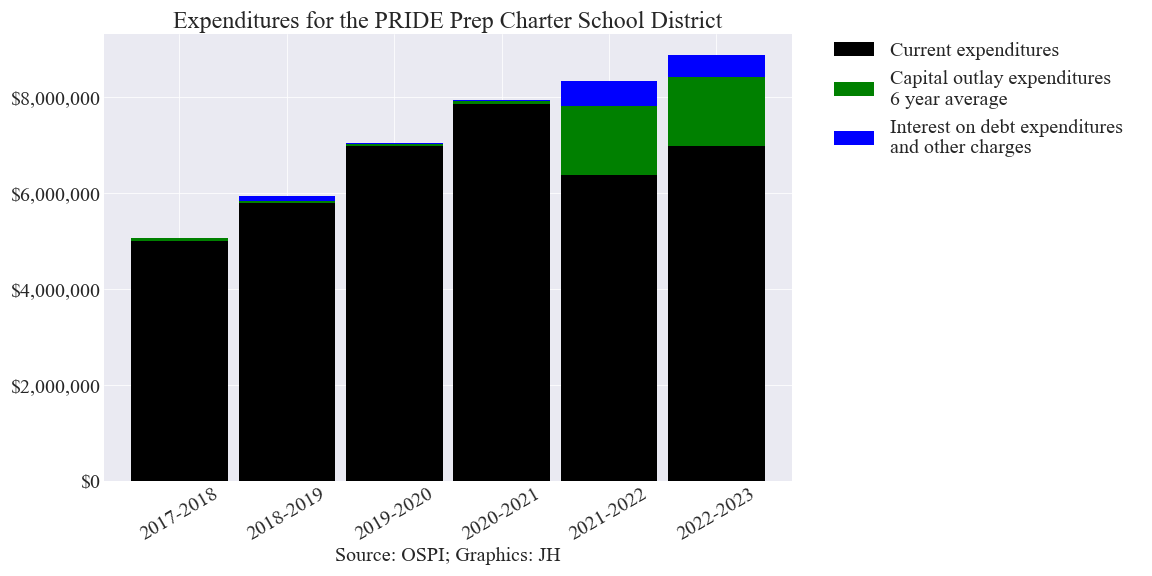 Expenditures for the PRIDE Prep Charter School District
Current expenditures
Capital outlay expenditures
6 year average
Interest on debt expenditures
and other charges
$8,000,000
$6,000,000
$4,000,000
$2,000,000
$0
2017-2018
2018-2019
2019-2020
2020-2021
2021-2022
2022-2023
Source: OSPI; Graphics: JH